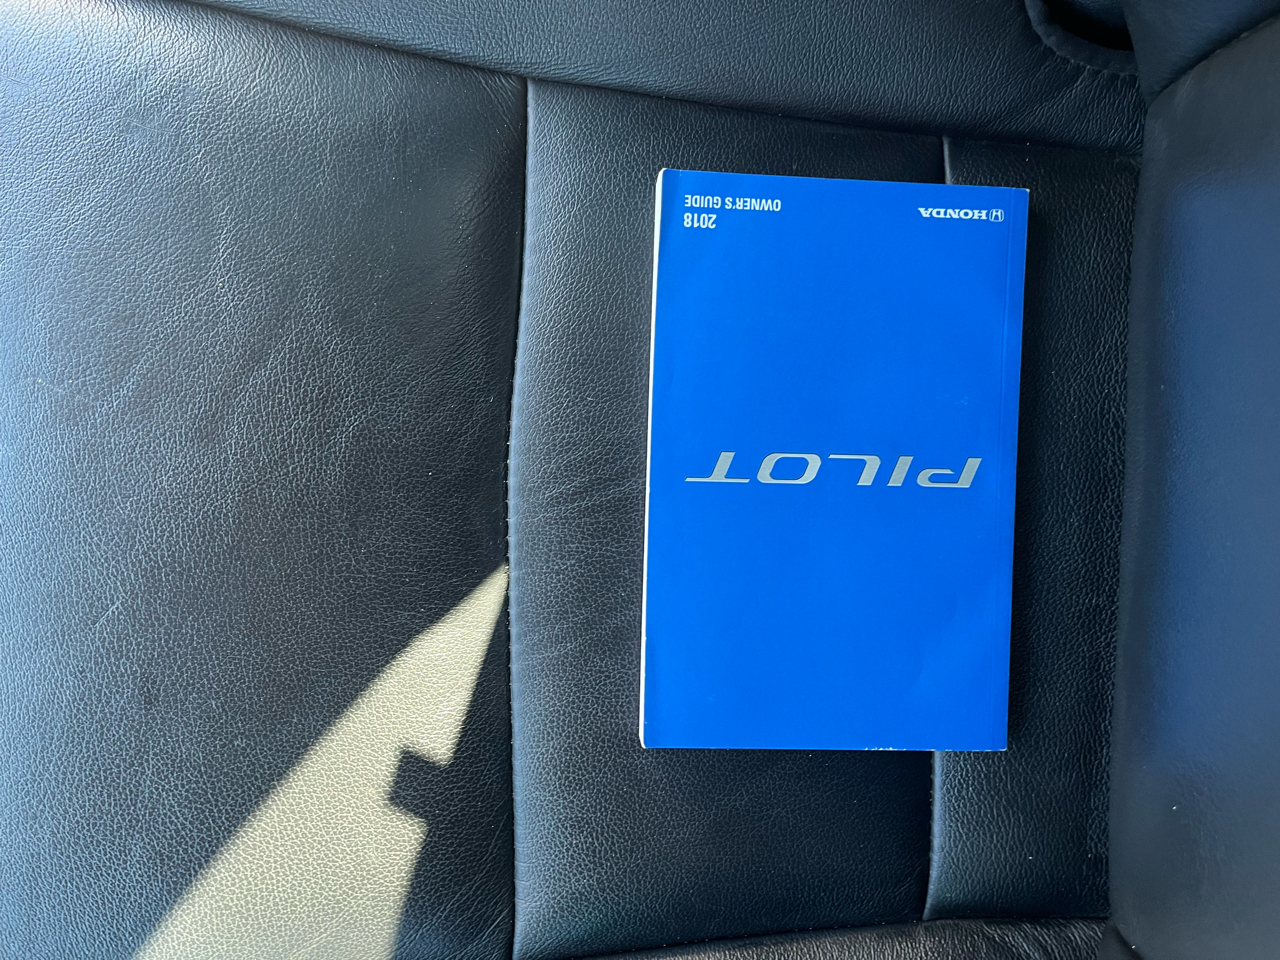 HONDA
2018
OWNER'S GUIDE
PILOT